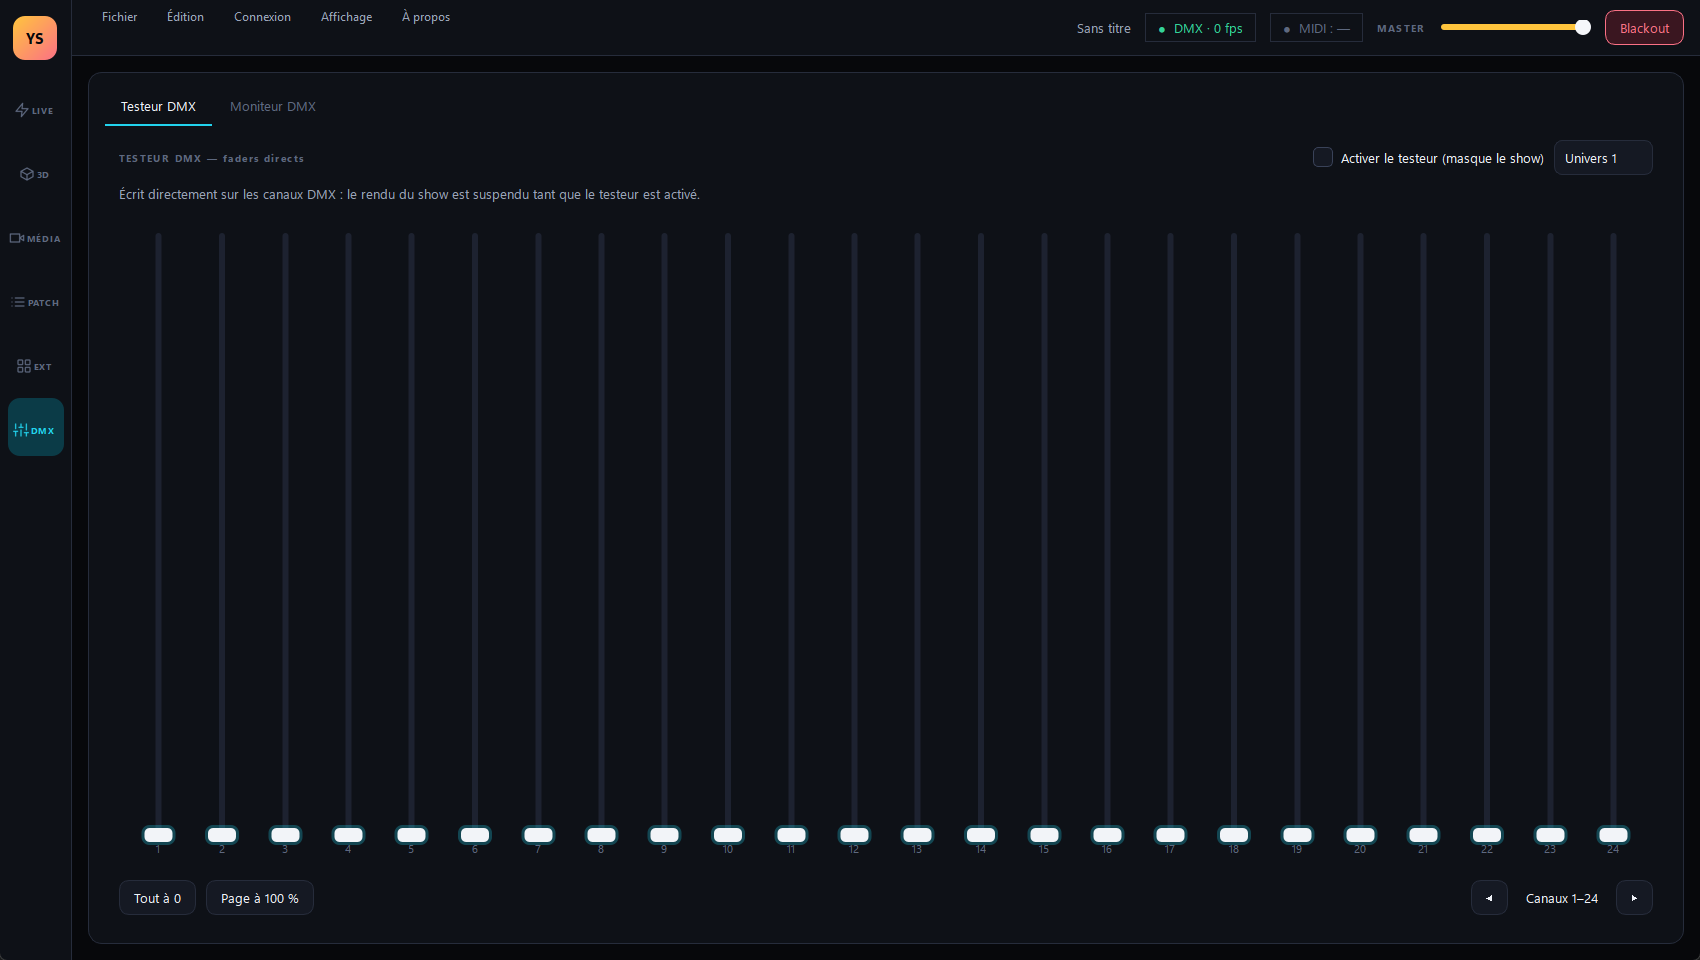 YS
Fichier Édition Connexion Affichage À propos
Sans titre
DMX · 0 fps
MIDI : —
MASTER
Blackout
LIVE
3D
MÉDIA
PATCH
EXT
DMX
Testeur DMX Moniteur DMX
TESTEUR DMX — faders directs
Activer le testeur (masque le show)
Univers 1
Écrit directement sur les canaux DMX : le rendu du show est suspendu tant que le testeur est activé.
1 2 3 4 5 6 7 8 9 10 11 12 13 14 15 16 17 18 19 20 21 22 23 24
Tout à 0
Page à 100 %
Canaux 1–24